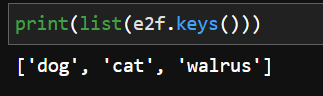 print(list(e2f.keys()))
['dog', 'cat', 'walrus']